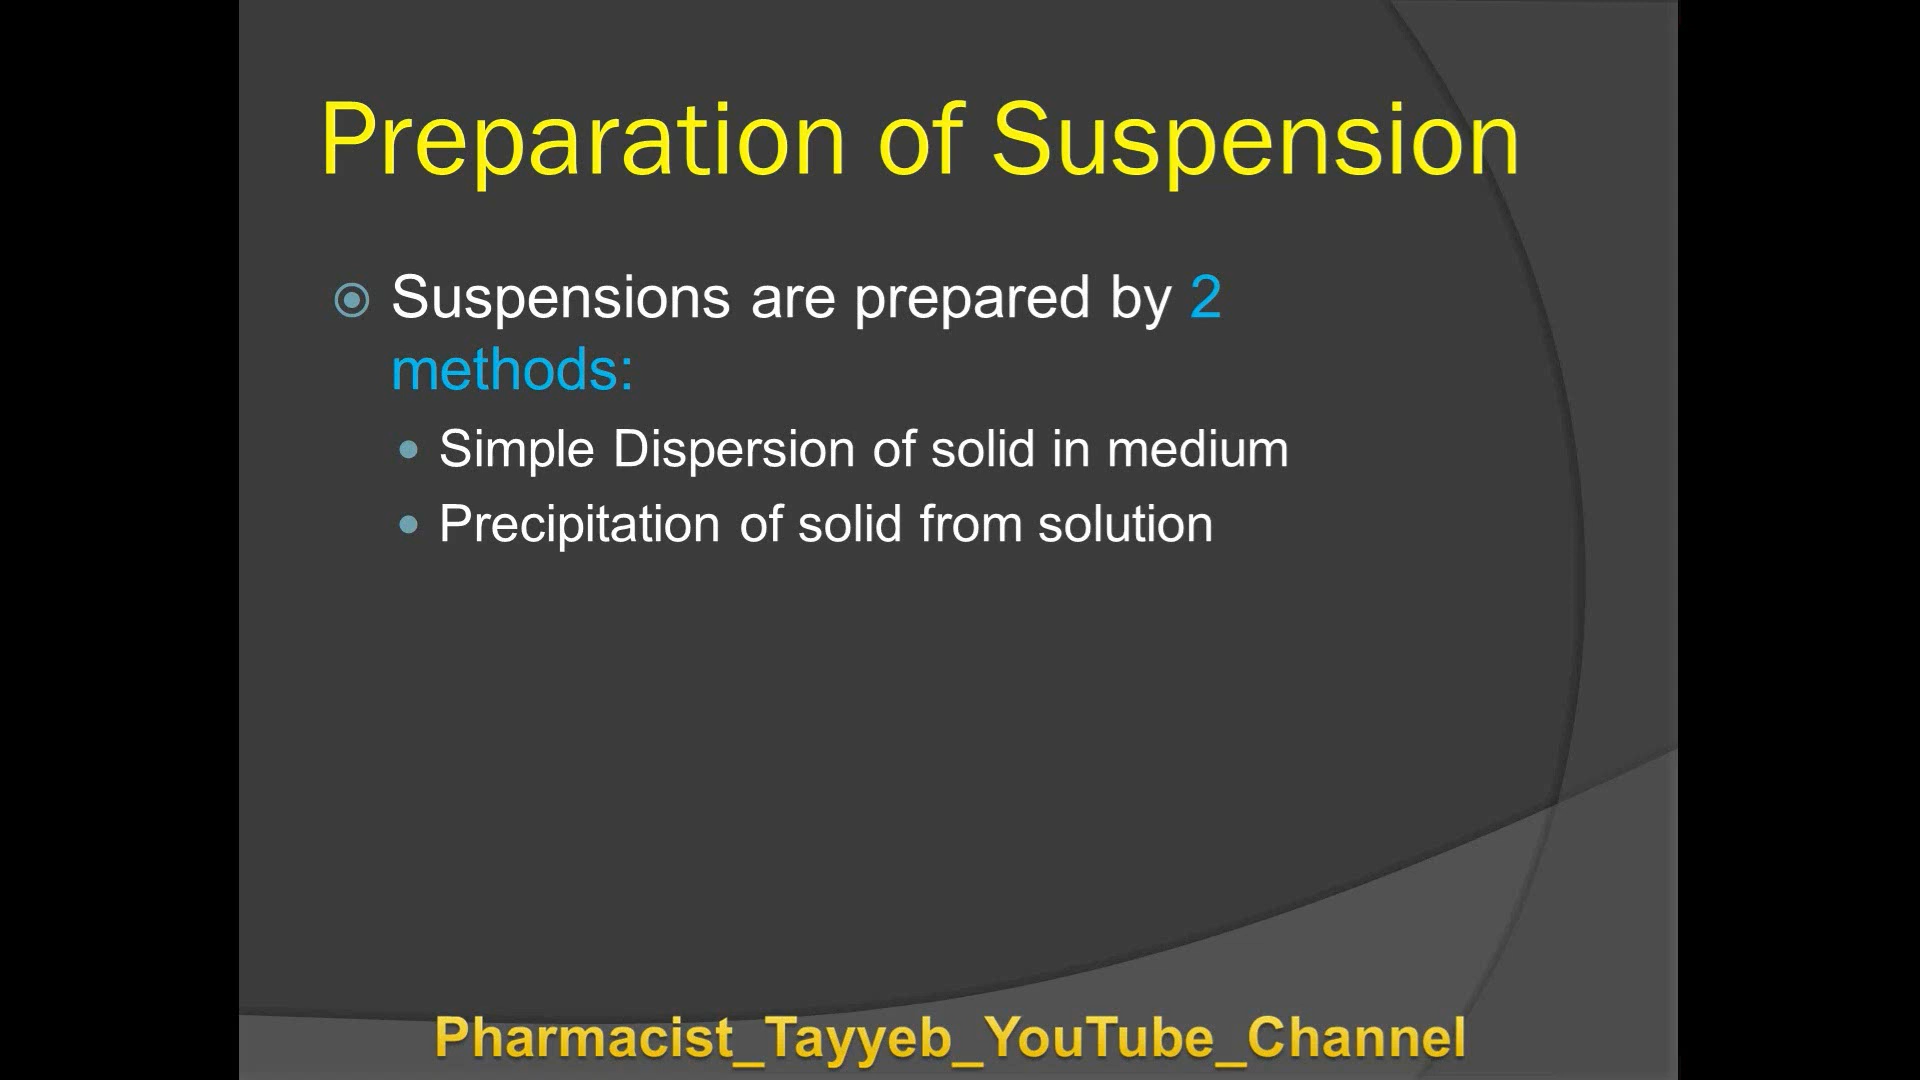 Preparation of Suspension
Suspensions are prepared by 2
methods:
Simple Dispersion of solid in medium
Precipitation of solid from solution
Pharmacist_Tayyeb_YouTube_Channel